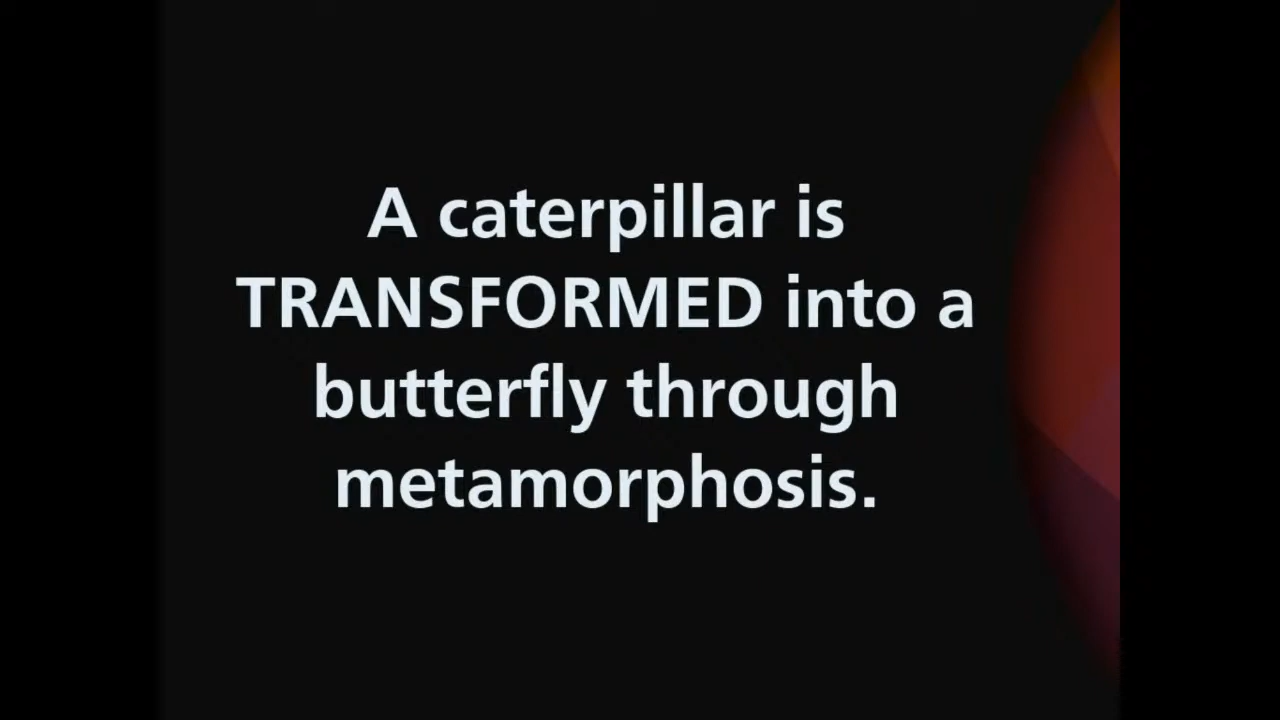 A caterpillar is
TRANSFORMED into a
butterfly through
metamorphosis.